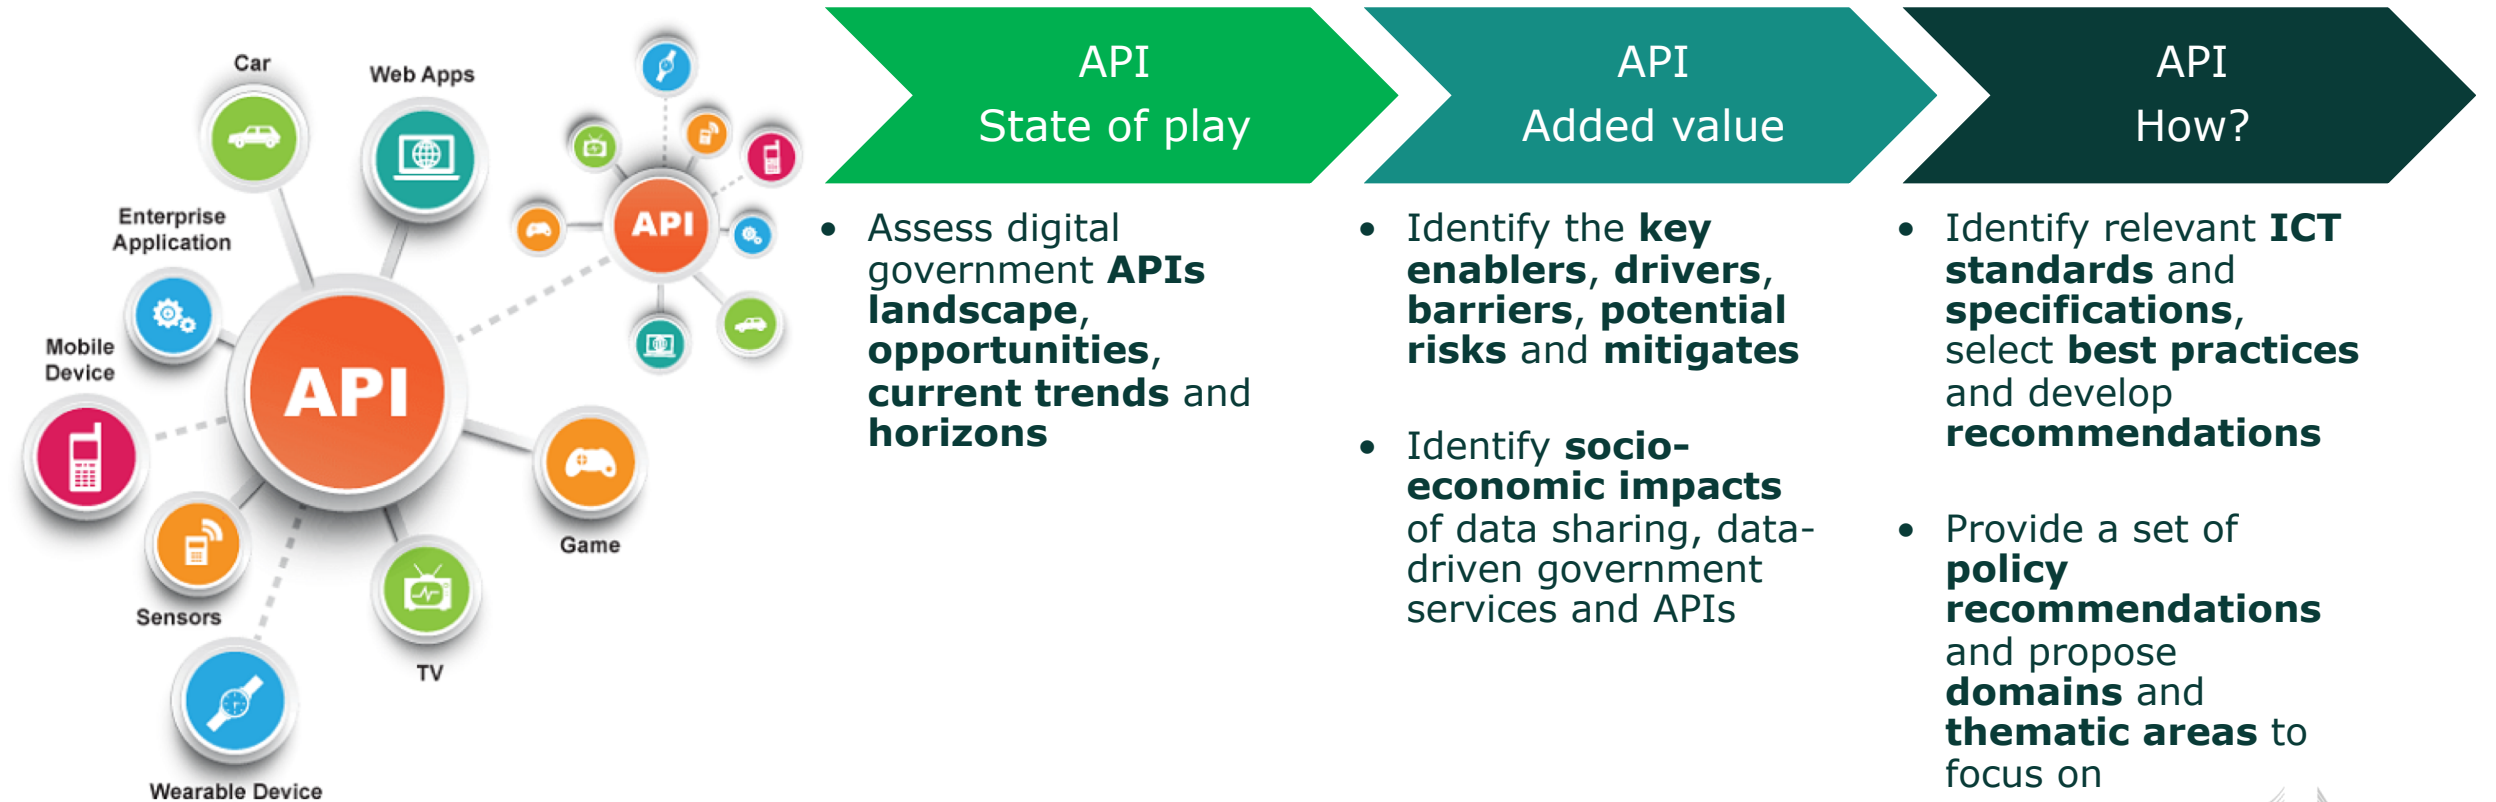 Car
Web Apps
Enterprise
Application
Mobile
Device
API
Sensors
Wearable Device
TV
Game
API
API
State of play
• Assess digital
government APIs
landscape,
opportunities,
current trends and
horizons
API
Added value
• Identify the key
enablers, drivers,
barriers, potential
risks and mitigates
• Identify socio-
economic impacts
of data sharing, data-
driven government
services and APIs
API
How?
• Identify relevant ICT
standards and
specifications,
select best practices
and develop
recommendations
• Provide a set of
policy
recommendations
and propose
domains and
thematic areas to
focus on